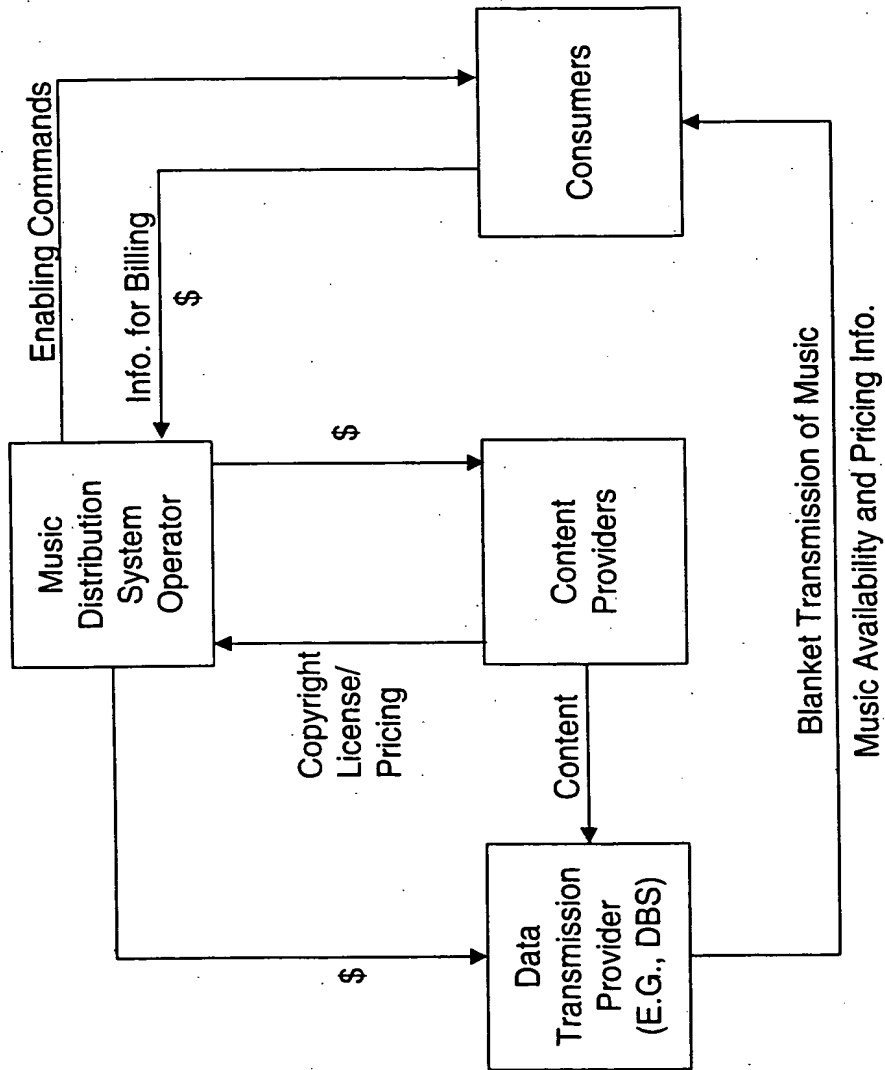 Enabling Commands
Info. for Billing
$
Music
Distribution
System
Operator
Consumers
$
$
Copyright
License/
Pricing
Content
Providers
Content
Data
Transmission
Provider
(E.G., DBS)
Blanket Transmission of Music
Music Availability and Pricing Info.